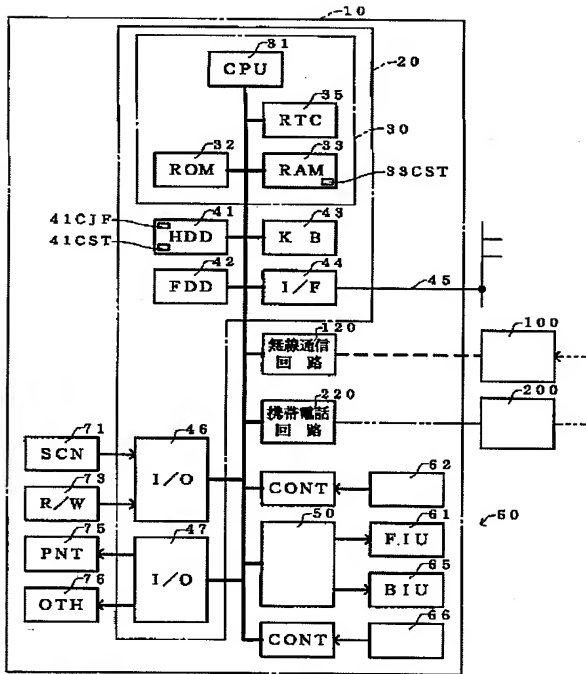 10
31
CPU
20
35
RTC
30
32
ROM
33
RAM
33CST
41CJF
41
HDD
41CST
43
K B
42
FDD
44
I/F
45
120
無線通信
回 路
100
220
携帯電話
回 路
200
71
SCN
46
I/O
73
R/W
62
CONT
50
61
F.IU
60
75
PNT
47
I/O
65
BIU
76
OTH
66
CONT